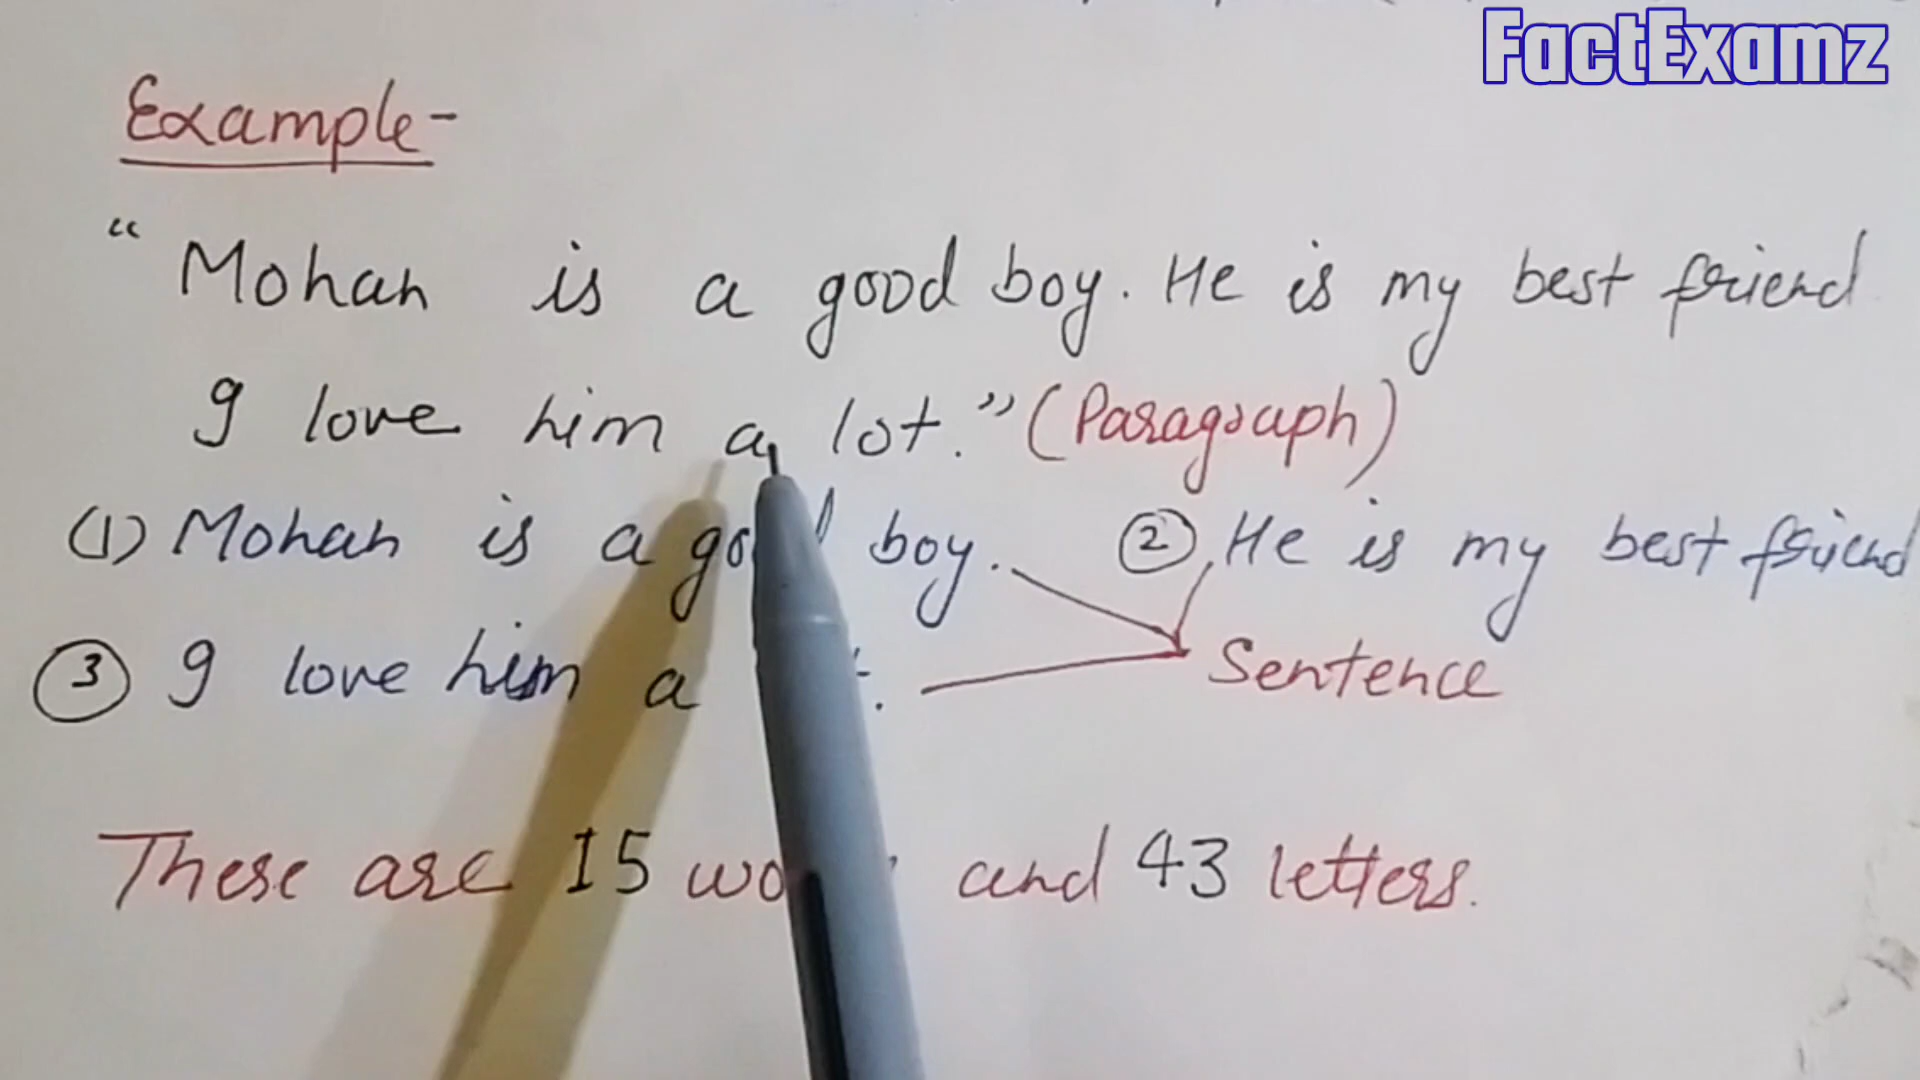 FactExamz
Example-
“Mohan is a good boy. He is my best friend
I love him a lot.” (Paragraph)
(1) Mohan is a boy. (2) He is my best friend
(3) I love him a .
Sentence
These are 15 and 43 letters.